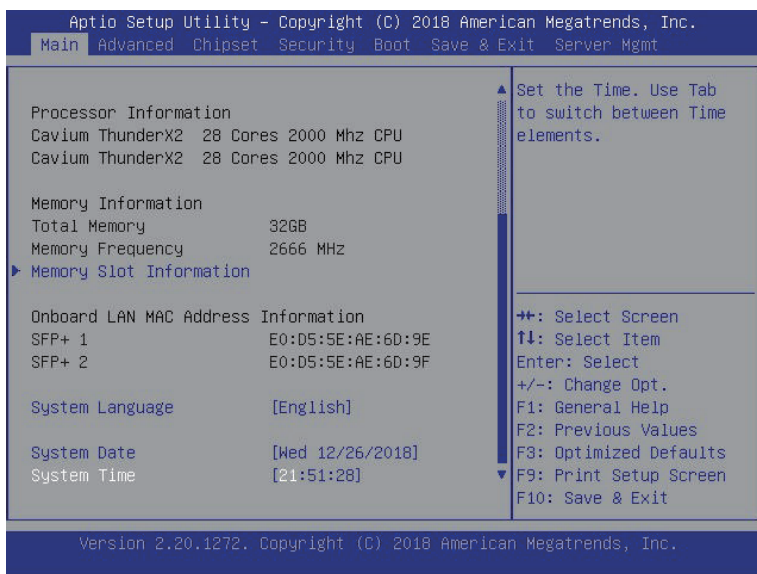 Aptio Setup Utility – Copyright (C) 2018 American Megatrends, Inc.
Main Advanced Chipset Security Boot Save & Exit Server Mgmt
Processor Information
Cavium ThunderX2 28 Cores 2000 Mhz CPU
Cavium ThunderX2 28 Cores 2000 Mhz CPU
Memory Information
Total Memory 32GB
Memory Frequency 2666 MHz
Memory Slot Information
Onboard LAN MAC Address Information
SFP+ 1 E0:D5:5E:AE:6D:9E
SFP+ 2 E0:D5:5E:AE:6D:9F
System Language [English]
System Date [Wed 12/26/2018]
System Time [21:51:28]
Set the Time. Use Tab
to switch between Time
elements.
→←: Select Screen
↑↓: Select Item
Enter: Select
+/-: Change Opt.
F1: General Help
F2: Previous Values
F3: Optimized Defaults
F9: Print Setup Screen
F10: Save & Exit
Version 2.20.1272. Copyright (C) 2018 American Megatrends, Inc.